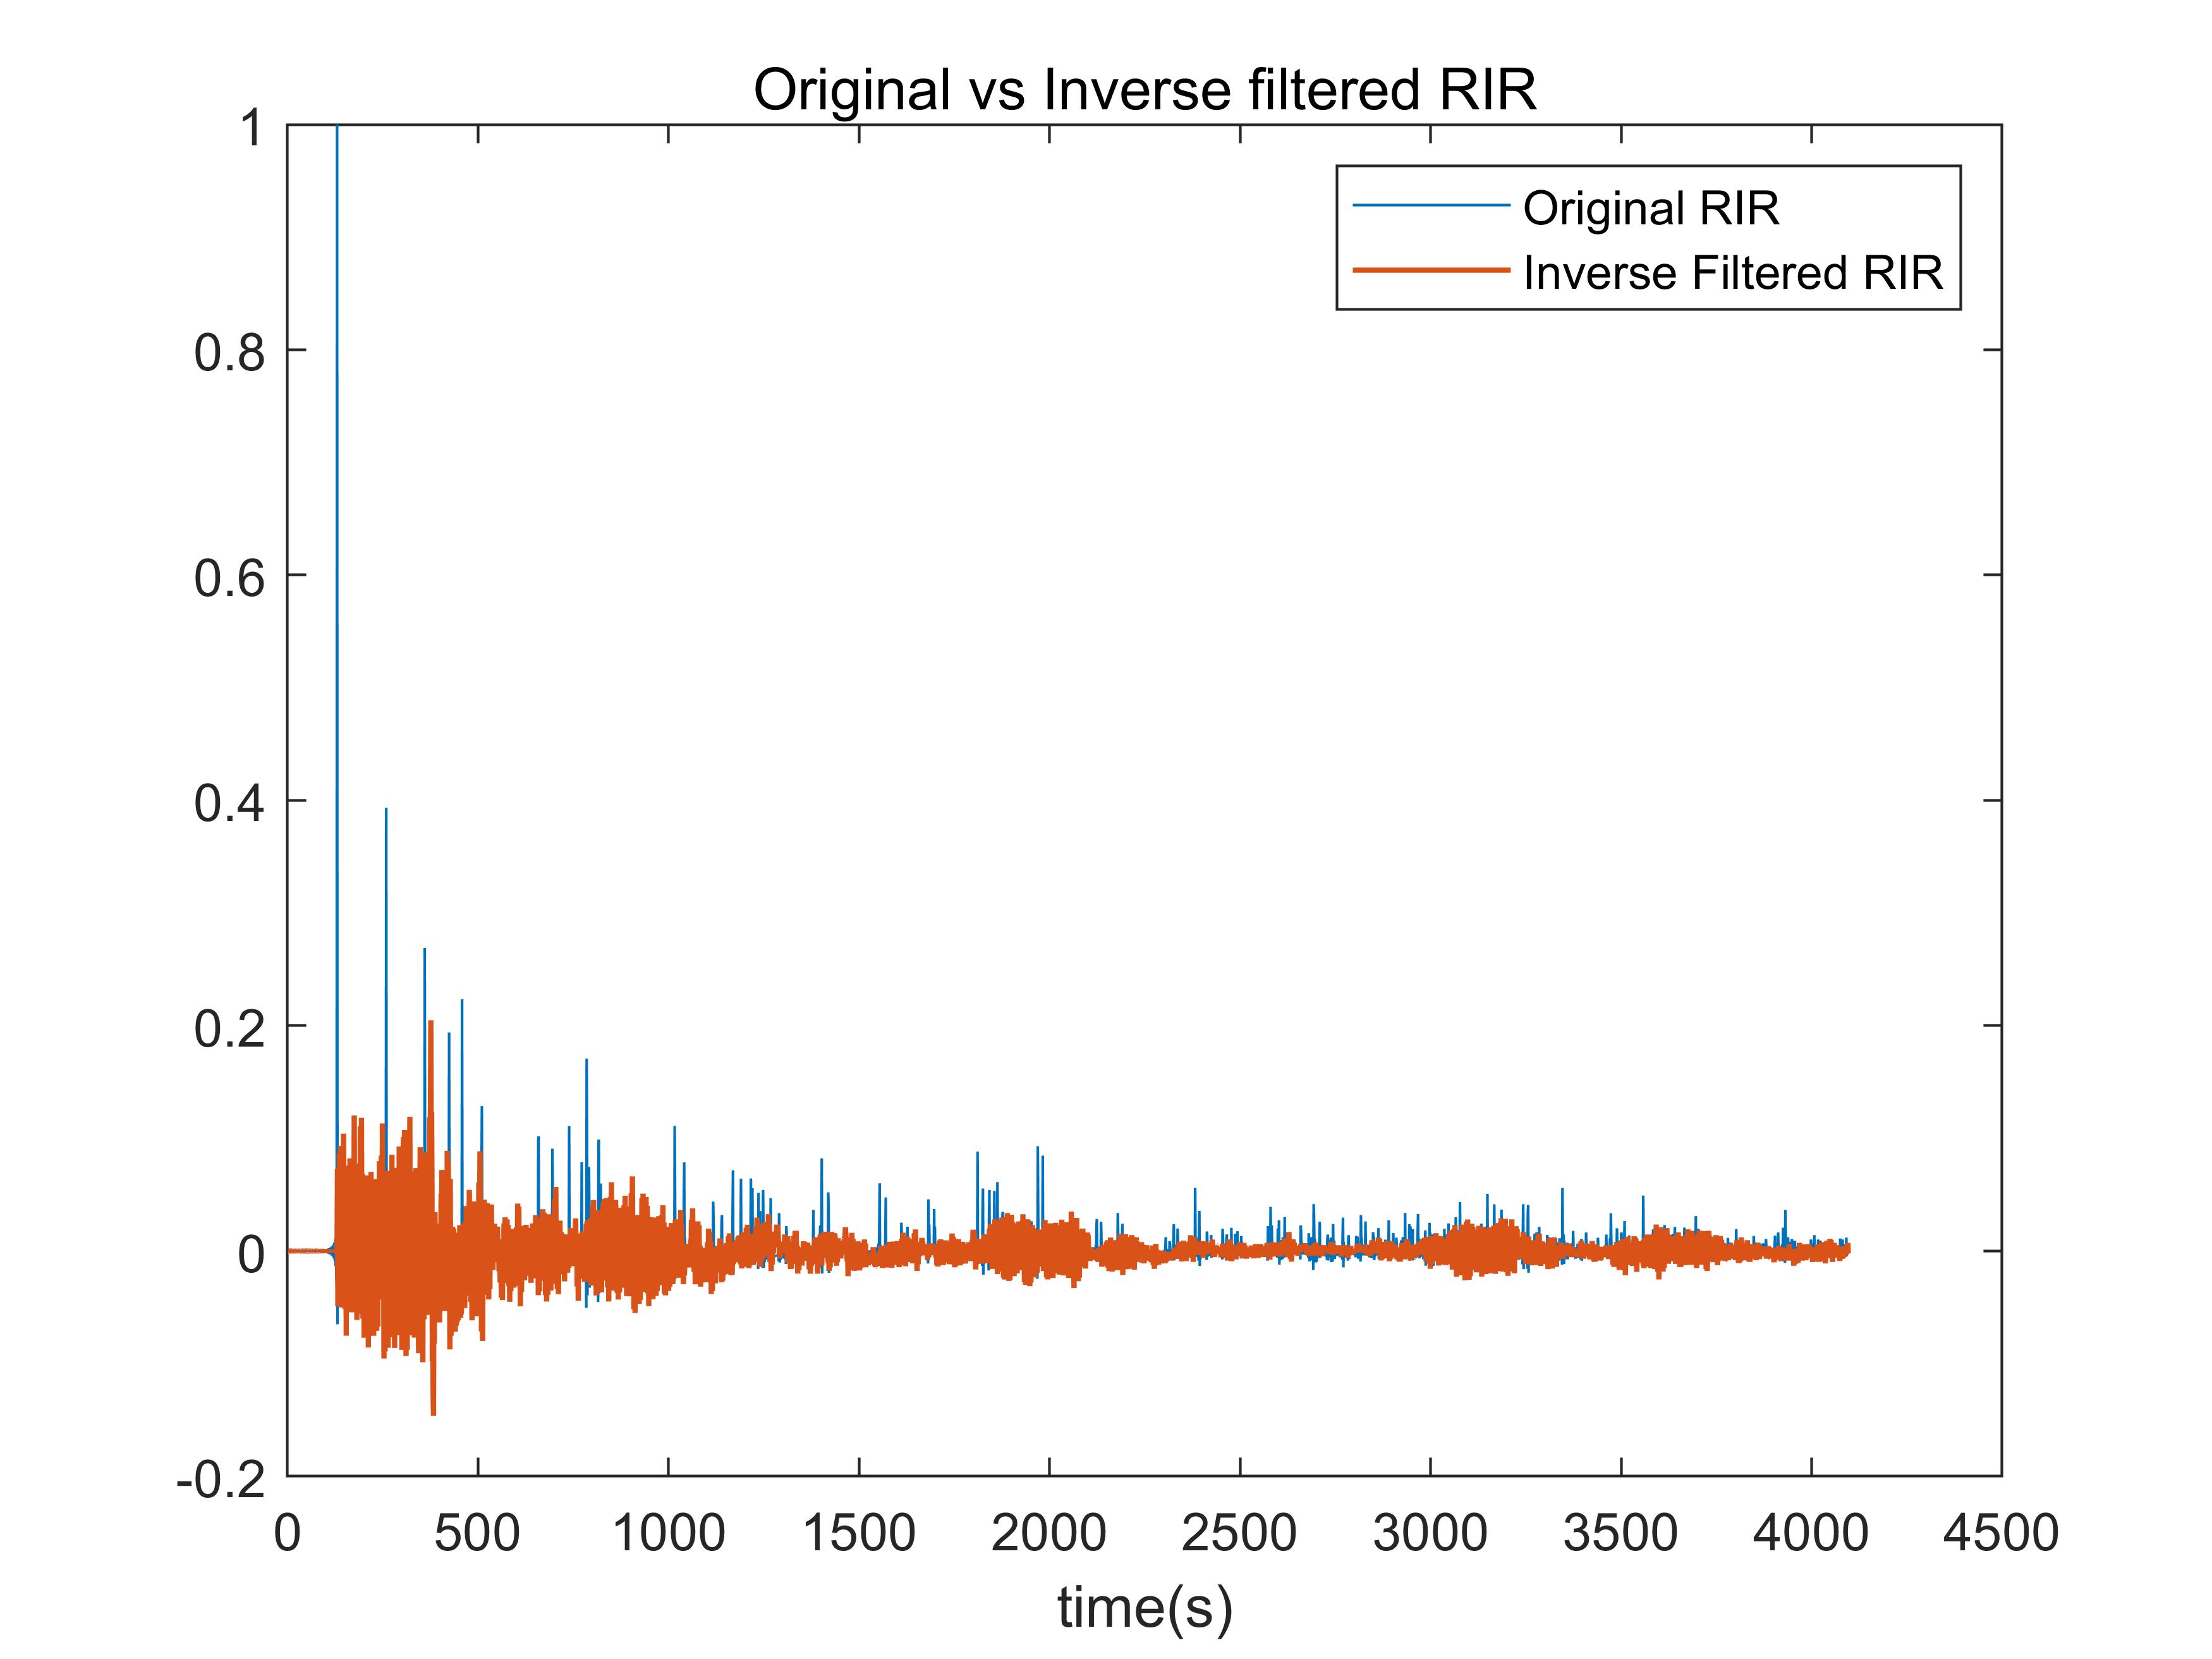 Original vs Inverse filtered RIR
1
0.8
0.6
0.4
0.2
0
-0.2
Original RIR
Inverse Filtered RIR
0 500 1000 1500 2000 2500 3000 3500 4000 4500
time(s)